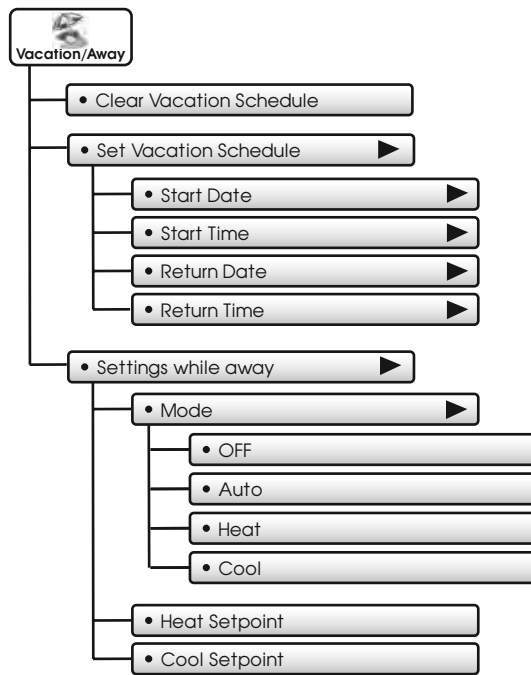 Vacation/Away
• Clear Vacation Schedule
• Set Vacation Schedule
• Start Date
• Start Time
• Return Date
• Return Time
• Settings while away
• Mode
• OFF
• Auto
• Heat
• Cool
• Heat Setpoint
• Cool Setpoint